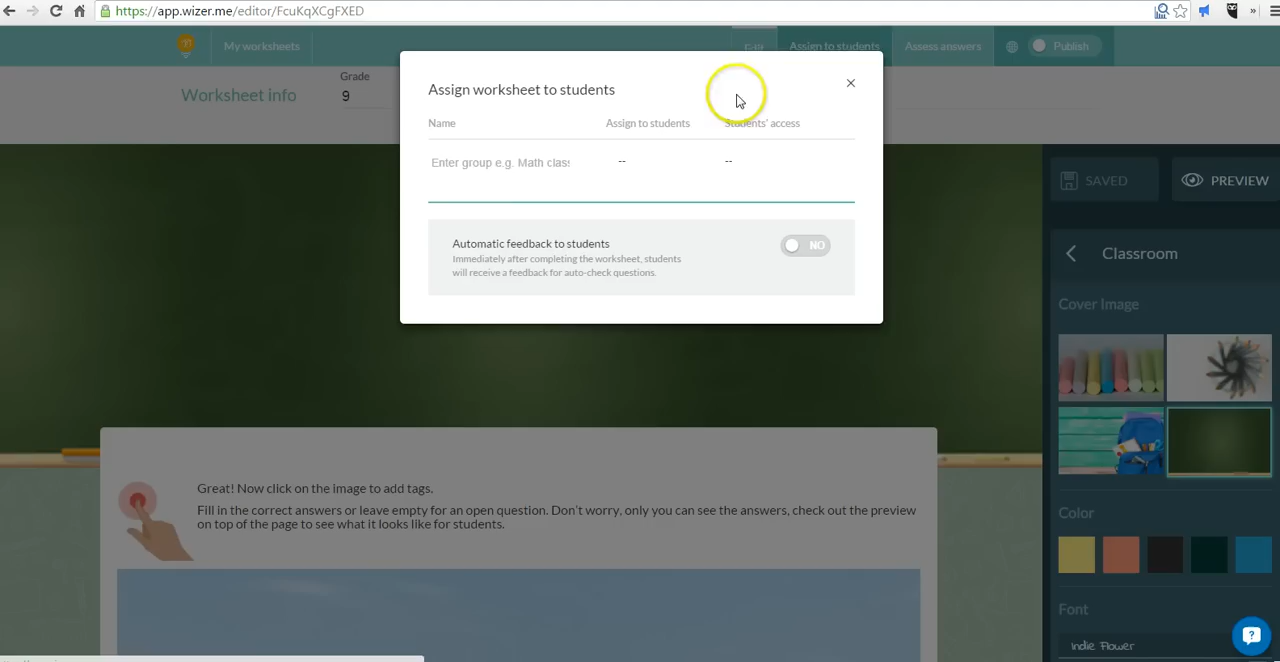 https://app.wizer.me/editor/FcuKqXCgFXED
»
My worksheets
Assign to students
Assess answers
Publish
Worksheet info
Grade
9
Assign worksheet to students
Name
Assign to students
Students' access
Enter group e.g. Math class
--
--
Automatic feedback to students
NO
Immediately after completing the worksheet, students
will receive a feedback for auto-check questions.
SAVED
PREVIEW
Classroom
Cover Image
Great! Now click on the image to add tags.
Fill in the correct answers or leave empty for an open question. Don't worry, only you can see the answers, check out the preview
on top of the page to see what it looks like for students.
Color
Font
Indie Flower